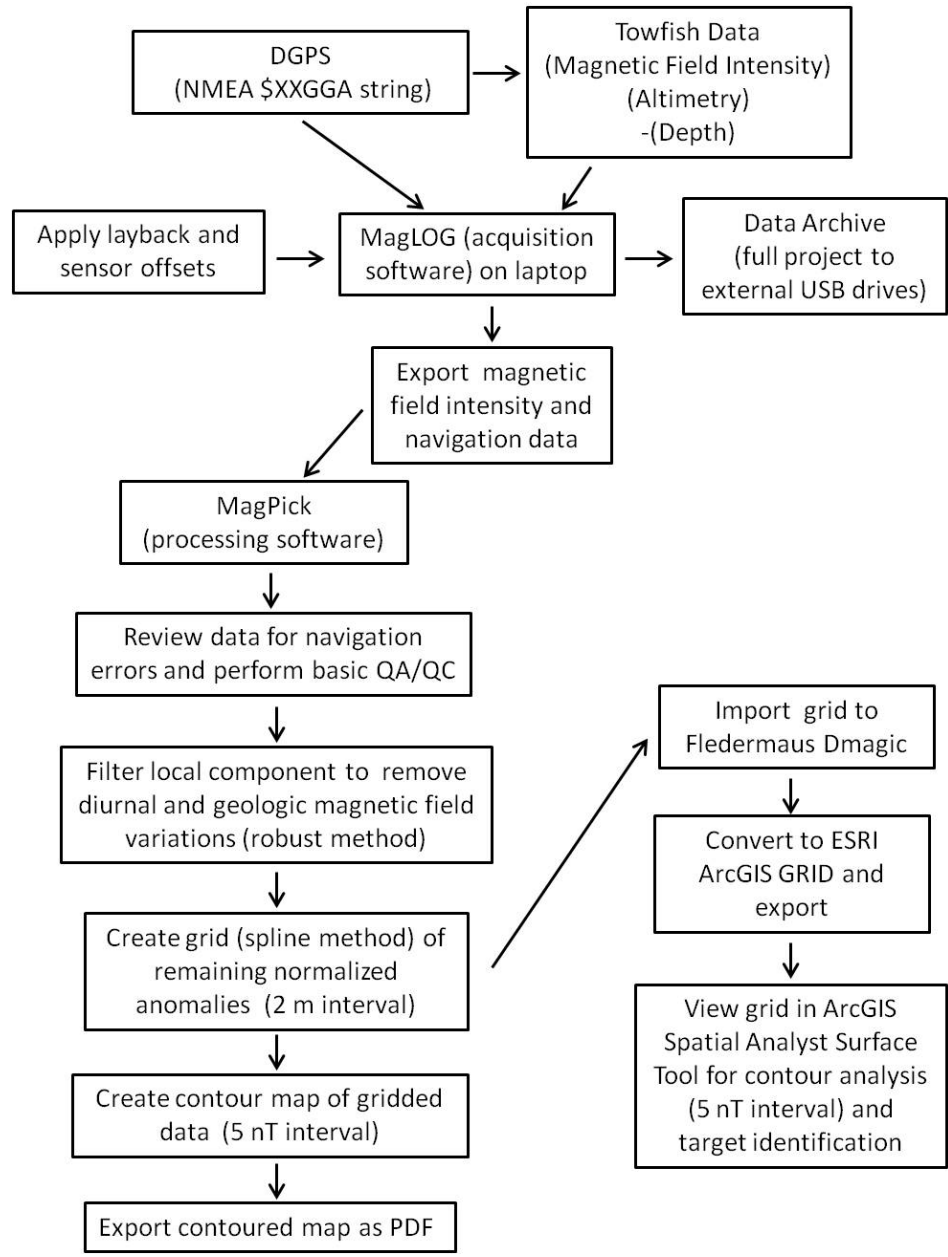 DGPS
(NMEA $XXGGA string)
Towfish Data
(Magnetic Field Intensity)
(Altimetry)
-(Depth)
Apply layback and
sensor offsets
MagLOG (acquisition
software) on laptop
Data Archive
(full project to
external USB drives)
Export magnetic
field intensity and
navigation data
MagPick
(processing software)
Review data for navigation
errors and perform basic QA/QC
Filter local component to remove
diurnal and geologic magnetic field
variations (robust method)
Create grid (spline method) of
remaining normalized
anomalies (2 m interval)
Create contour map of gridded
data (5 nT interval)
Export contoured map as PDF
Import grid to
Fledermaus Dmagic
Convert to ESRI
ArcGIS GRID and
export
View grid in ArcGIS
Spatial Analyst Surface
Tool for contour analysis
(5 nT interval) and
target identification